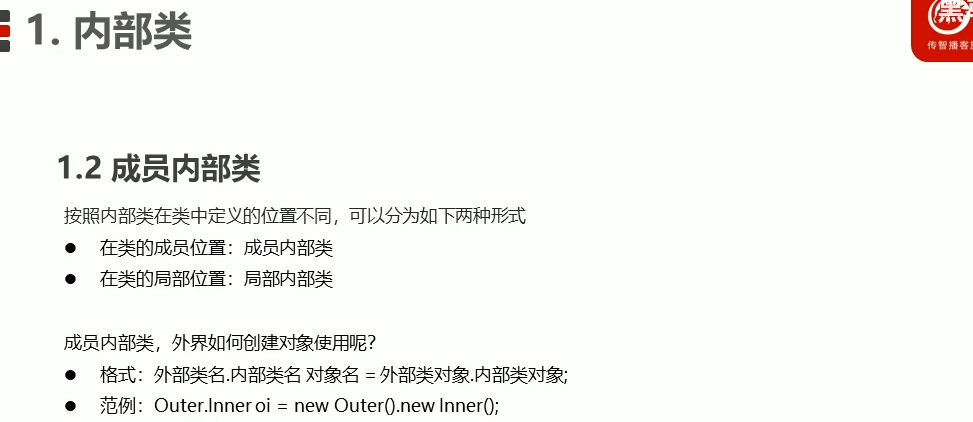 1. 内部类
传智播客
1.2 成员内部类
按照内部类在类中定义的位置不同，可以分为如下两种形式
● 在类的成员位置：成员内部类
● 在类的局部位置：局部内部类
成员内部类，外界如何创建对象使用呢？
● 格式：外部类名.内部类名 对象名 = 外部类对象.内部类对象;
● 范例：Outer.Inner oi = new Outer().new Inner();